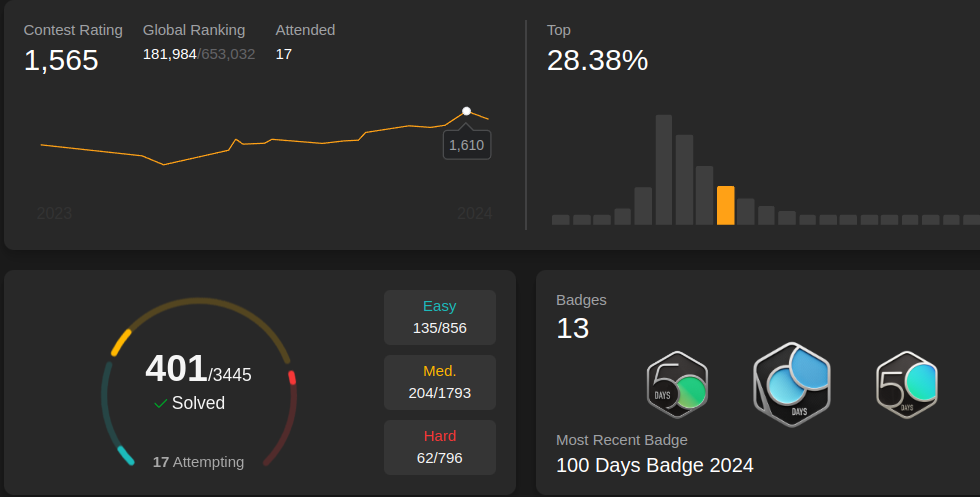 Contest Rating
1,565
Global Ranking
181,984/653,032
Attended
17
1,610
2023
2024
Top
28.38%
401/3445
Solved
17 Attempting
Easy
135/856
Med.
204/1793
Hard
62/796
Badges
13
DAYS
DAYS
50
DAYS
Most Recent Badge
100 Days Badge 2024